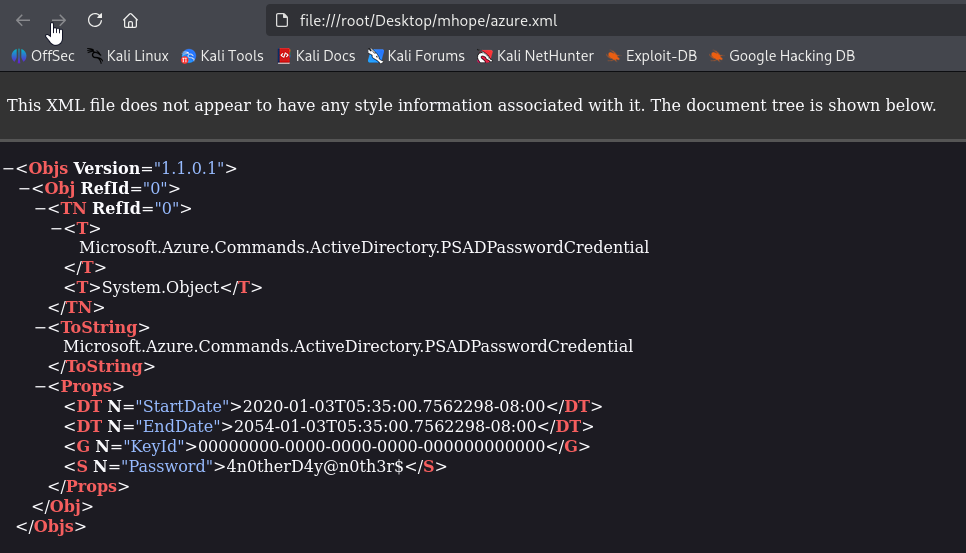 file:///root/Desktop/mhope/azure.xml
OffSec Kali Linux Kali Tools Kali Docs Kali Forums Kali NetHunter Exploit-DB Google Hacking DB
This XML file does not appear to have any style information associated with it. The document tree is shown below.
−<Objs Version="1.1.0.1">
−<Obj RefId="0">
−<TN RefId="0">
−<T>
Microsoft.Azure.Commands.ActiveDirectory.PSADPasswordCredential
</T>
<T>System.Object</T>
</TN>
−<ToString>
Microsoft.Azure.Commands.ActiveDirectory.PSADPasswordCredential
</ToString>
−<Props>
<DT N="StartDate">2020-01-03T05:35:00.7562298-08:00</DT>
<DT N="EndDate">2054-01-03T05:35:00.7562298-08:00</DT>
<G N="KeyId">00000000-0000-0000-0000-000000000000</G>
<S N="Password">4n0therD4y@n0th3r$</S>
</Props>
</Obj>
</Objs>